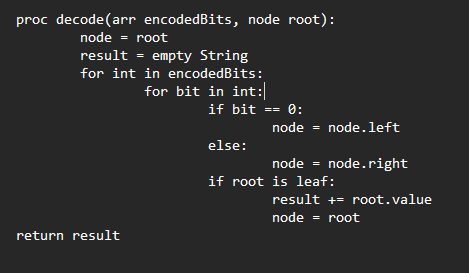 proc decode(arr encodedBits, node root):
        node = root
        result = empty String
        for int in encodedBits:
                for bit in int:
                        if bit == 0:
                                node = node.left
                        else:
                                node = node.right
                        if root is leaf:
                                result += root.value
                                node = root
return result